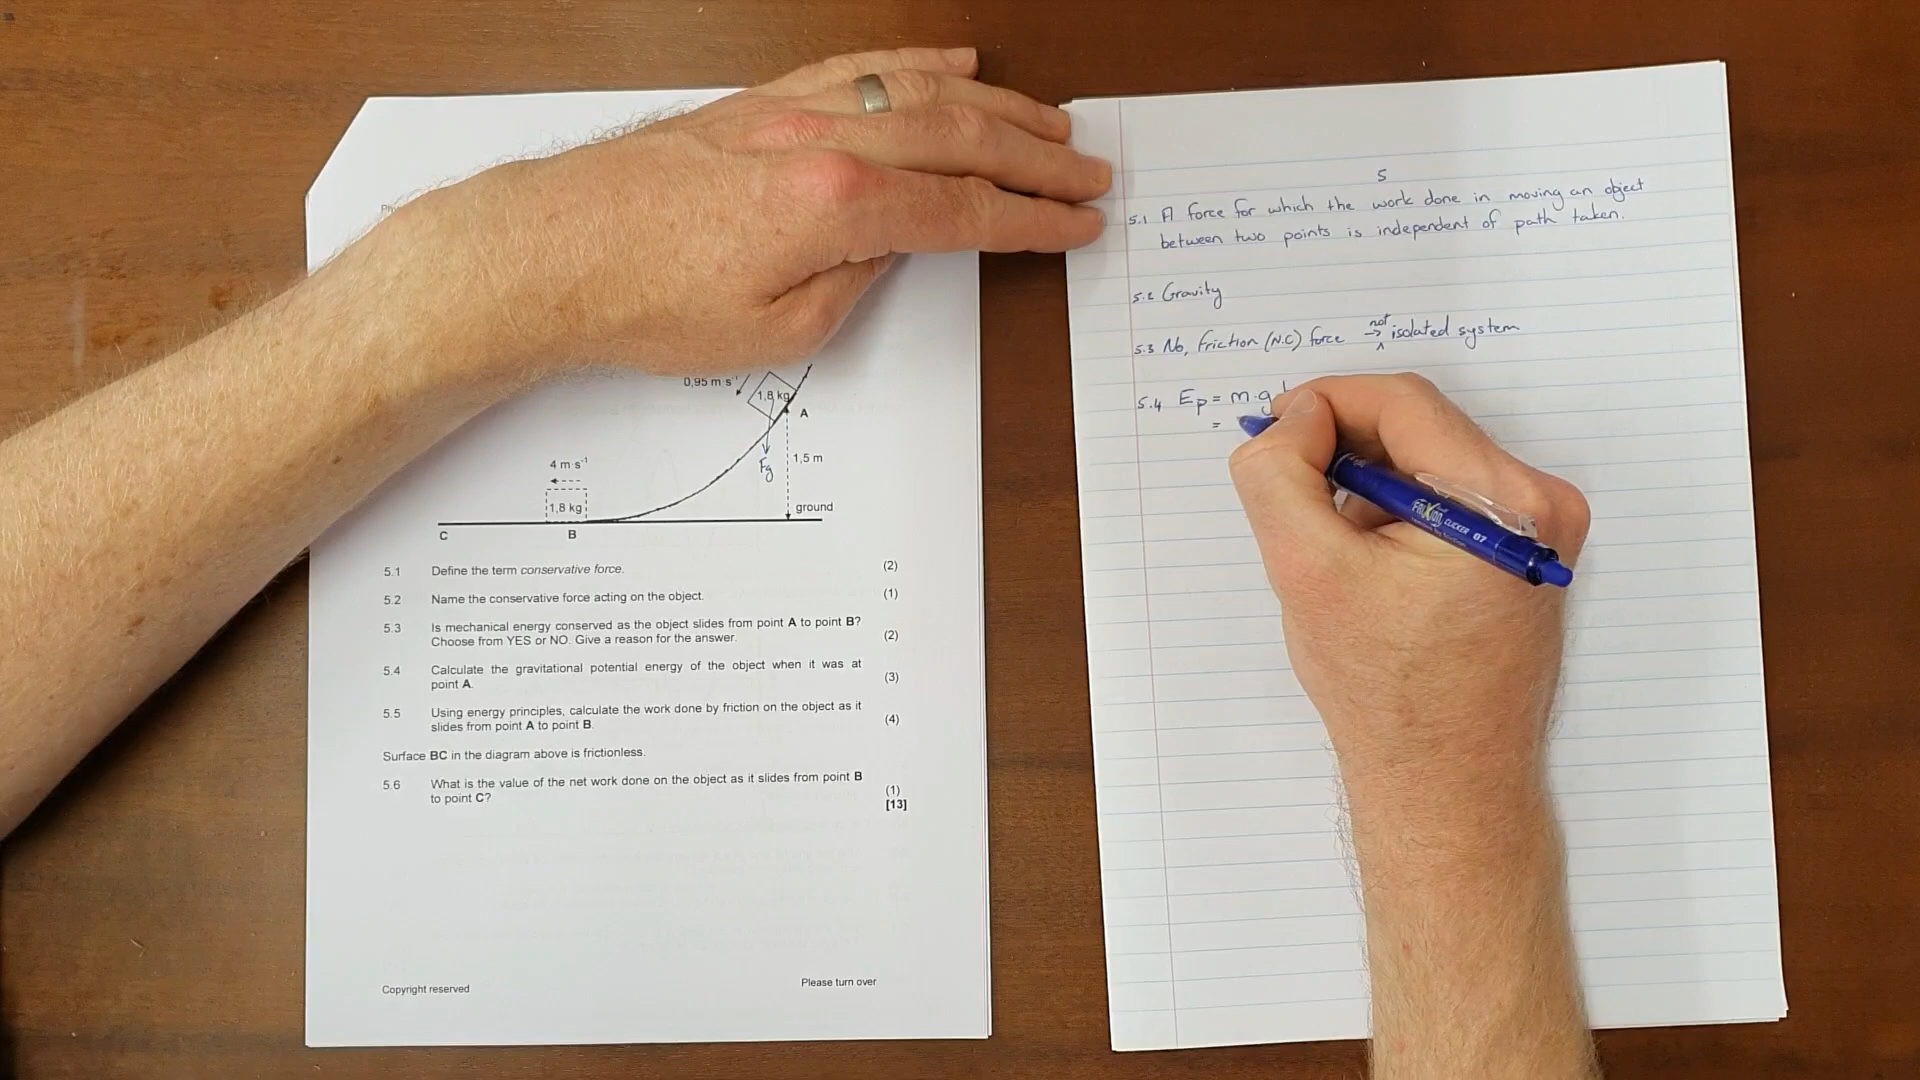 0,95 m·s⁻¹
1,8 kg
A
Fg
1,5 m
4 m·s⁻¹
1,8 kg
ground
C
B
5.1 Define the term conservative force. (2)
5.2 Name the conservative force acting on the object. (1)
5.3 Is mechanical energy conserved as the object slides from point A to point B?
Choose from YES or NO. Give a reason for the answer. (2)
5.4 Calculate the gravitational potential energy of the object when it was at
point A. (3)
5.5 Using energy principles, calculate the work done by friction on the object as it
slides from point A to point B. (4)
Surface BC in the diagram above is frictionless.
5.6 What is the value of the net work done on the object as it slides from point B
to point C? (1)
[13]
Copyright reserved
Please turn over
5
5.1 A force for which the work done in moving an object
between two points is independent of path taken.
5.2 Gravity
5.3 No, friction (N.C) force → not isolated system
5.4 Ep = m·g
=
FriXion CLICKER 07